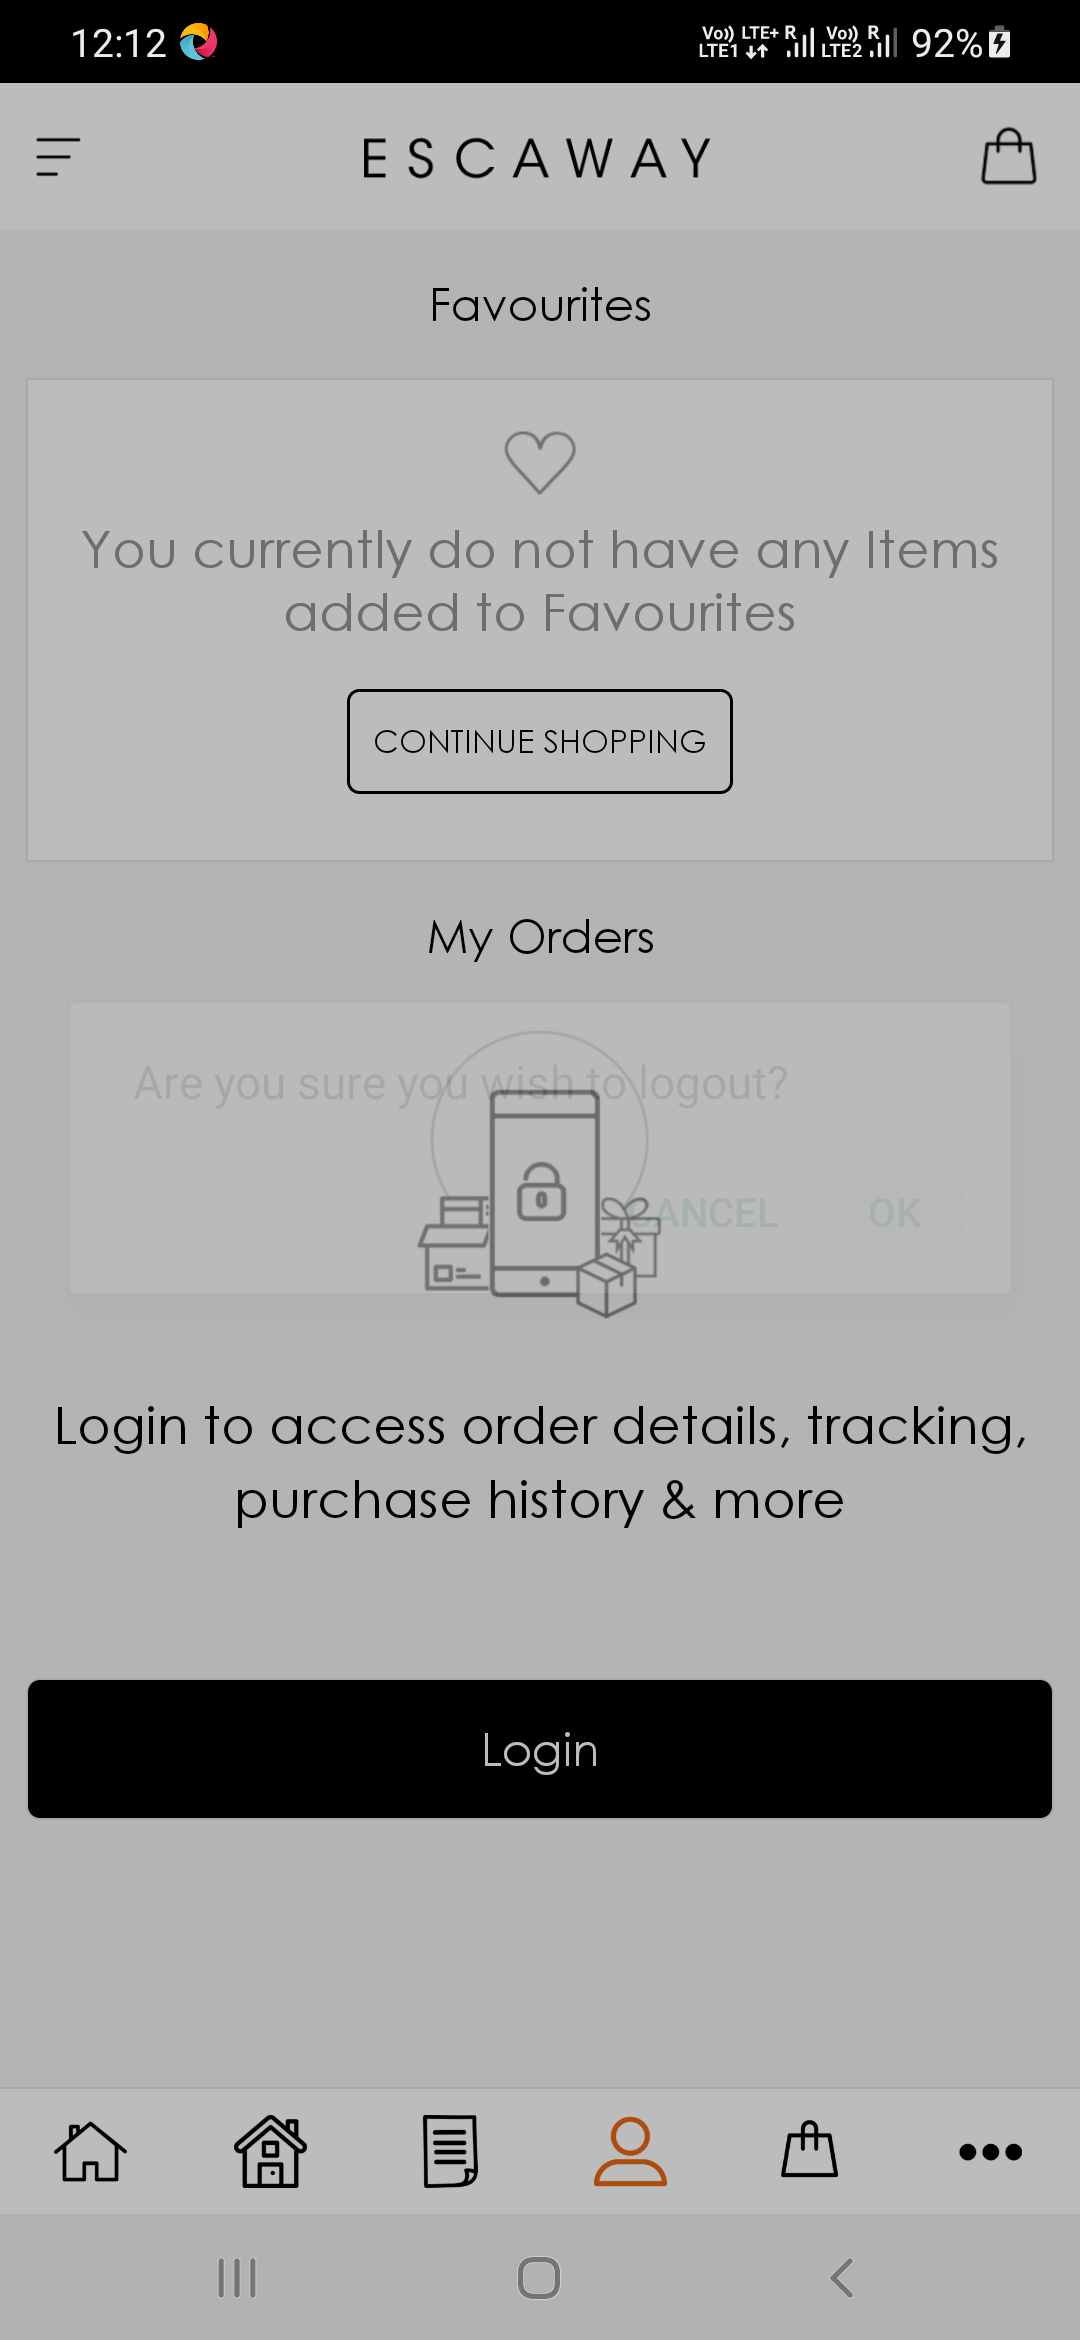 12:12
Vo)) LTE+ R Vo)) R 92%
LTE1 LTE2
ESCAWAY
Favourites
You currently do not have any Items
added to Favourites
CONTINUE SHOPPING
My Orders
Are you sure you wish to logout?
CANCEL OK
Login to access order details, tracking,
purchase history & more
Login